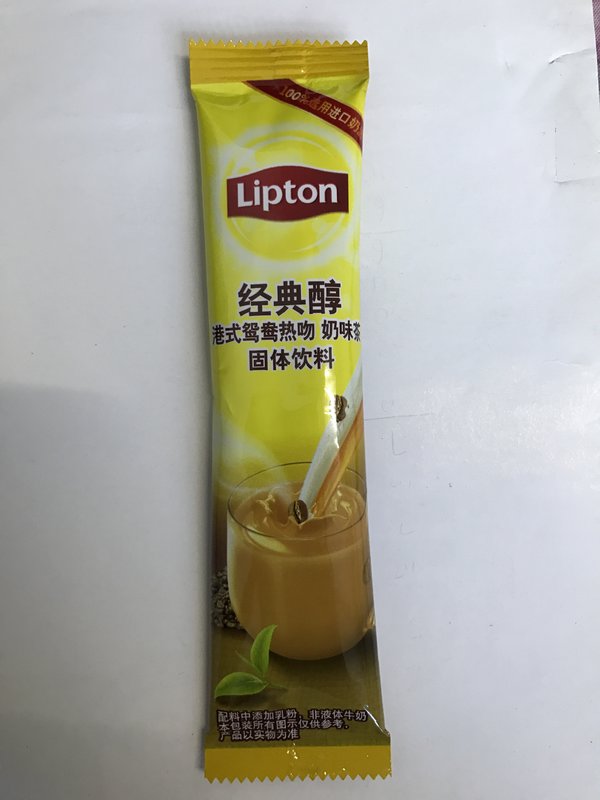 100%选用进口奶
Lipton
经典醇
港式鸳鸯热吻 奶味茶
固体饮料
配料中添加乳粉，非液体牛奶
本包装所有图示仅供参考，
产品以实物为准